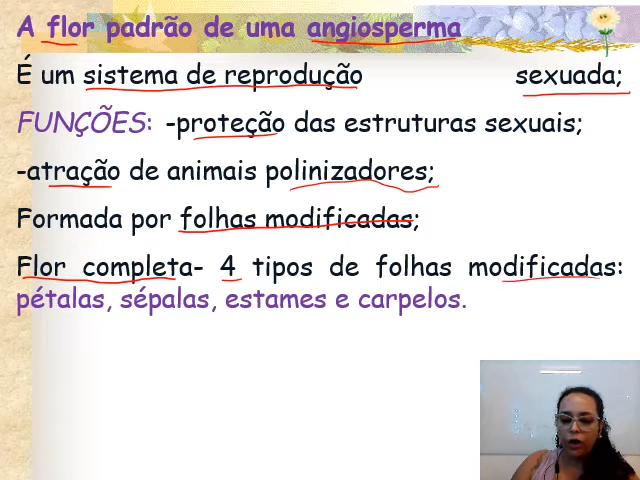 A flor padrão de uma angiosperma
É um sistema de reprodução sexuada;
FUNÇÕES: -proteção das estruturas sexuais;
-atração de animais polinizadores;
Formada por folhas modificadas;
Flor completa- 4 tipos de folhas modificadas:
pétalas, sépalas, estames e carpelos.